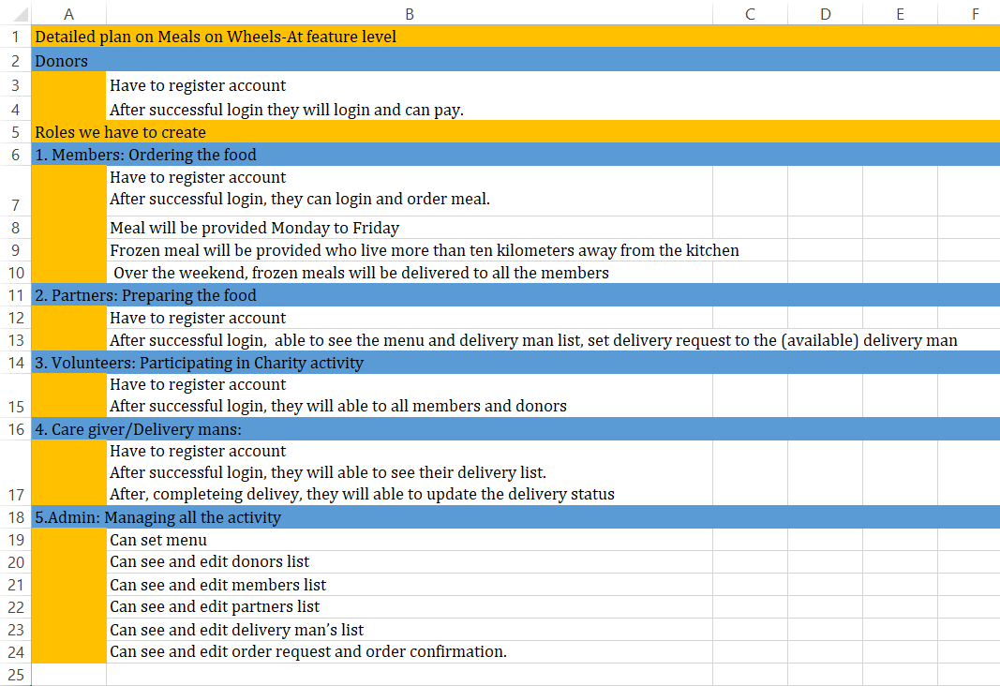 A B C D E F
1 Detailed plan on Meals on Wheels-At feature level
2 Donors
3 Have to register account
4 After successful login they will login and can pay.
5 Roles we have to create
6 1. Members: Ordering the food
Have to register account
7 After successful login, they can login and order meal.
8 Meal will be provided Monday to Friday
9 Frozen meal will be provided who live more than ten kilometers away from the kitchen
10 Over the weekend, frozen meals will be delivered to all the members
11 2. Partners: Preparing the food
12 Have to register account
13 After successful login,  able to see the menu and delivery man list, set delivery request to the (available) delivery man
14 3. Volunteers: Participating in Charity activity
Have to register account
15 After successful login, they will able to all members and donors
16 4. Care giver/Delivery mans:
Have to register account
After successful login, they will able to see their delivery list.
17 After, completeing delivey, they will able to update the delivery status
18 5.Admin: Managing all the activity
19 Can set menu
20 Can see and edit donors list
21 Can see and edit members list
22 Can see and edit partners list
23 Can see and edit delivery man’s list
24 Can see and edit order request and order confirmation.
25